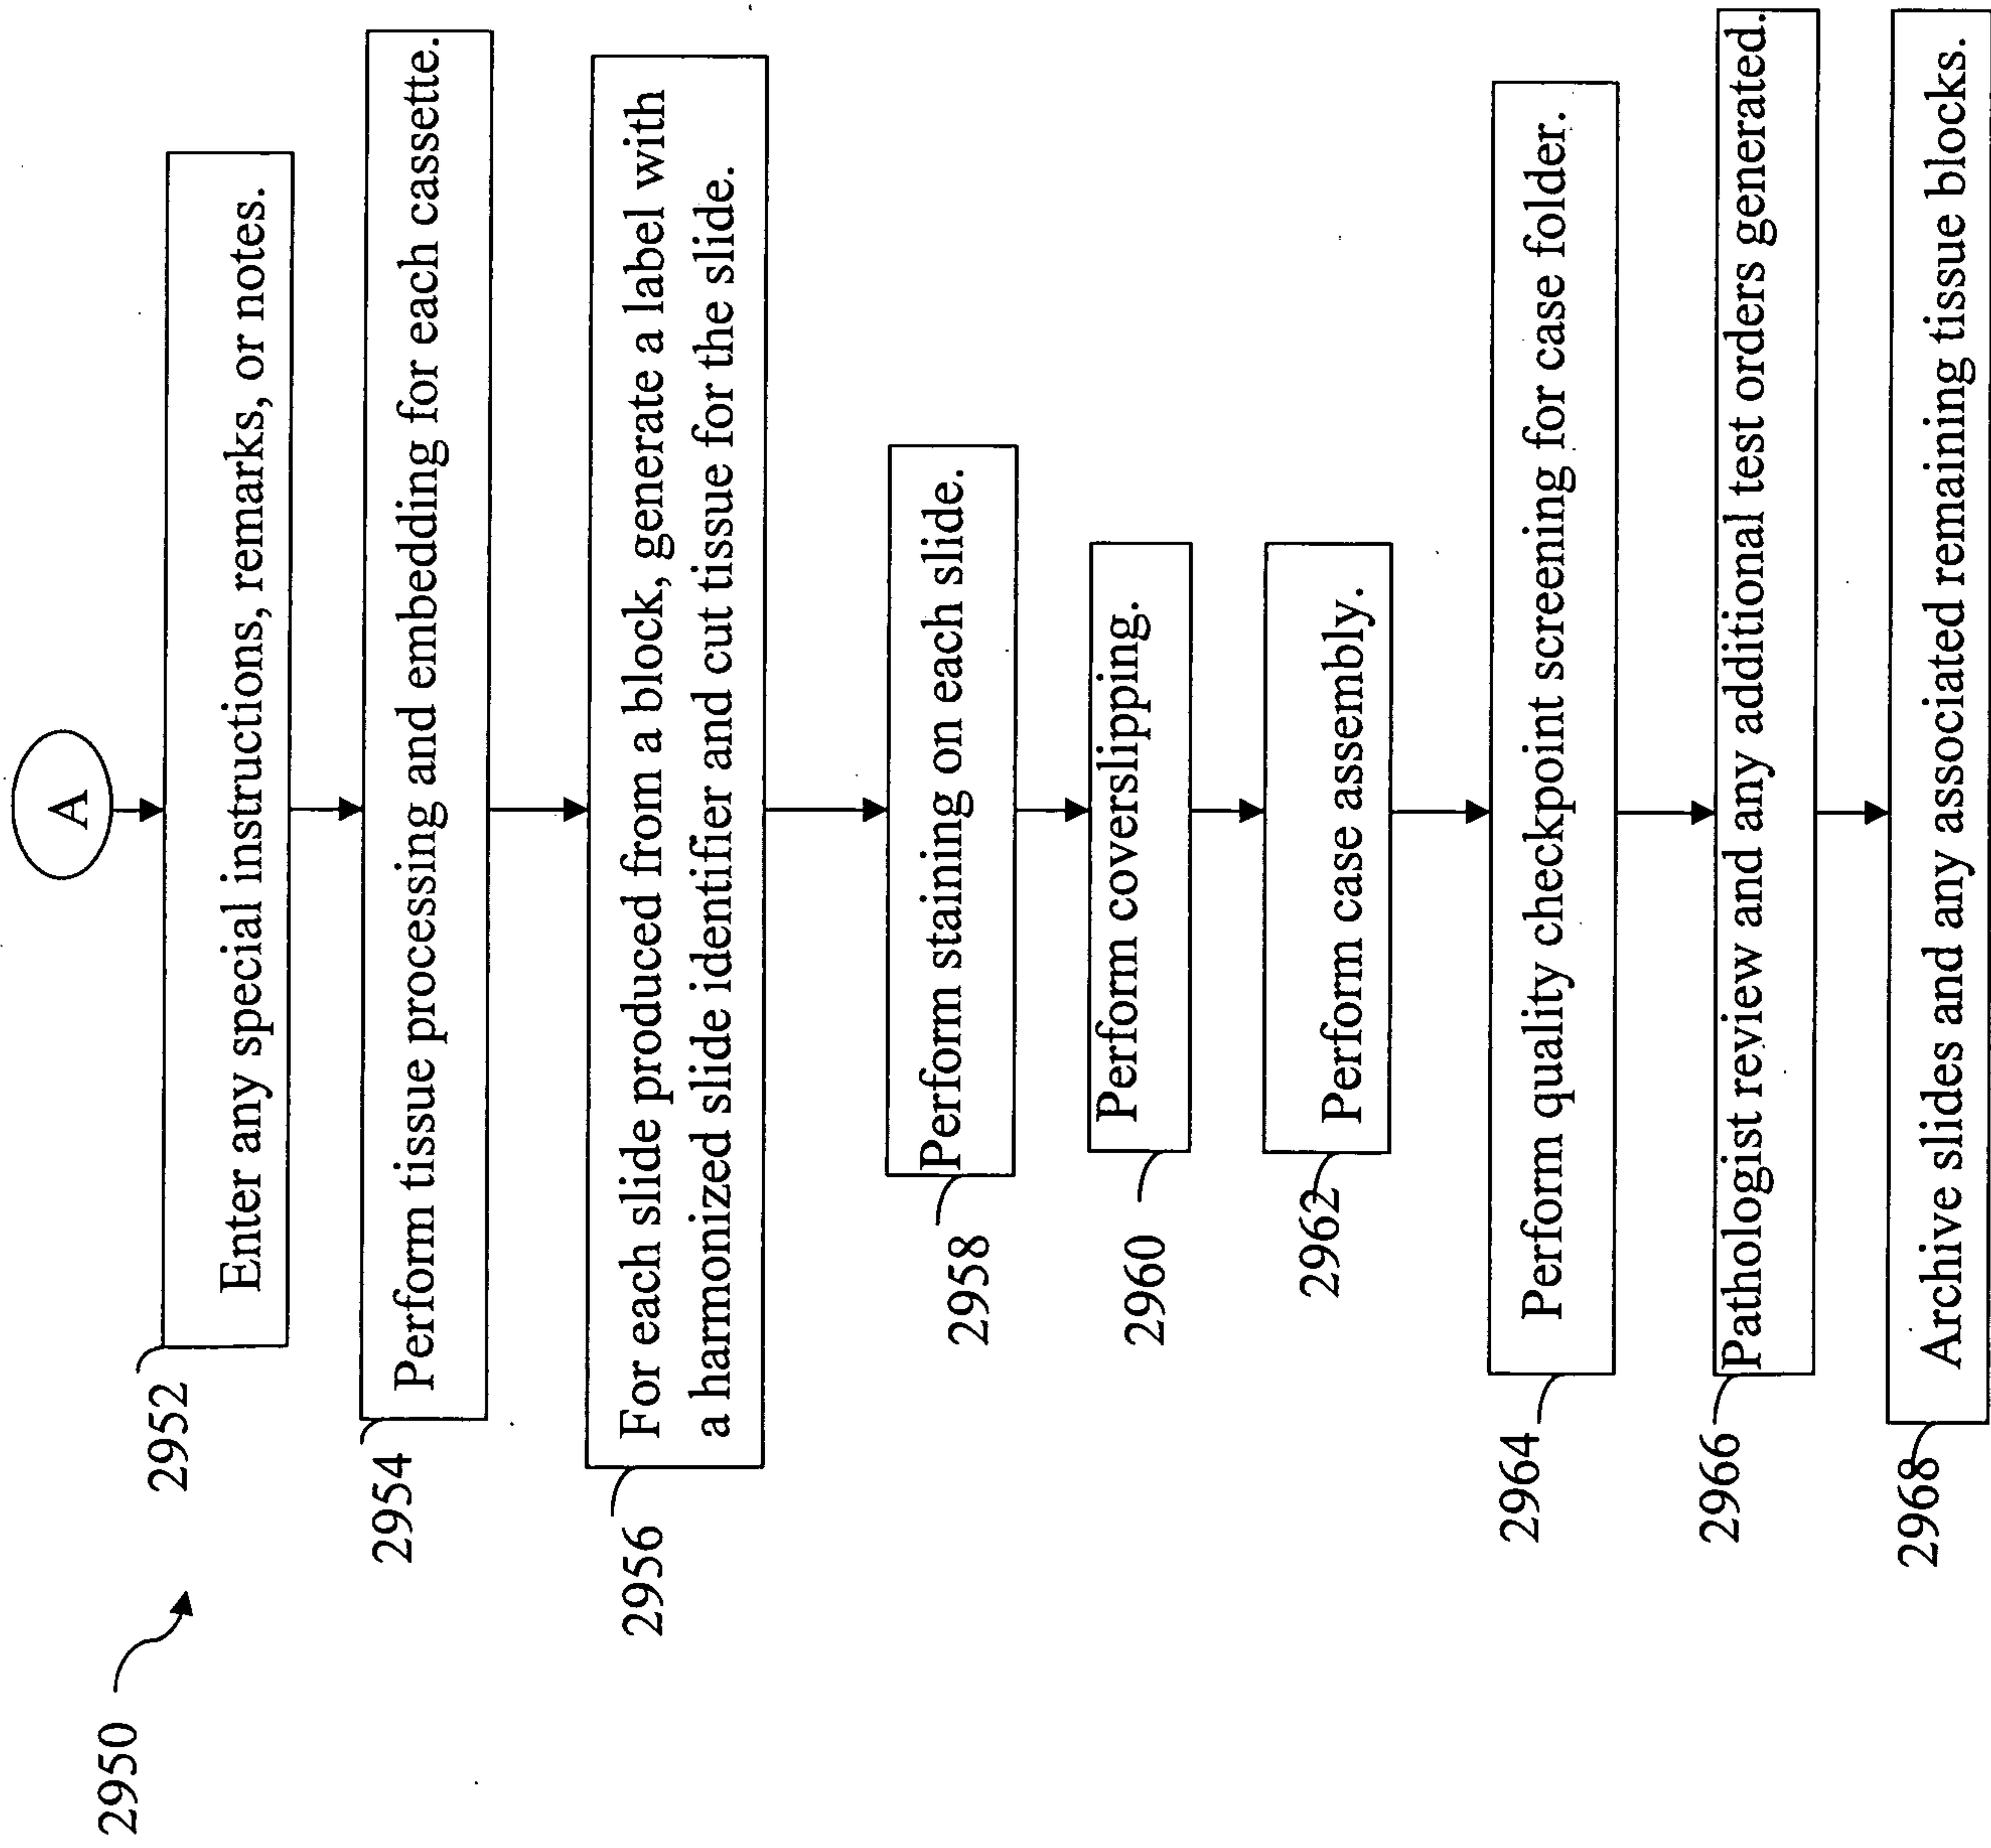 2950
A
2952
Enter any special instructions, remarks, or notes.
2954
Perform tissue processing and embedding for each cassette.
2956
For each slide produced from a block, generate a label with
a harmonized slide identifier and cut tissue for the slide.
2958
Perform staining on each slide.
2960
Perform coverslipping.
2962
Perform case assembly.
2964
Perform quality checkpoint screening for case folder.
2966
Pathologist review and any additional test orders generated.
2968
Archive slides and any associated remaining tissue blocks.